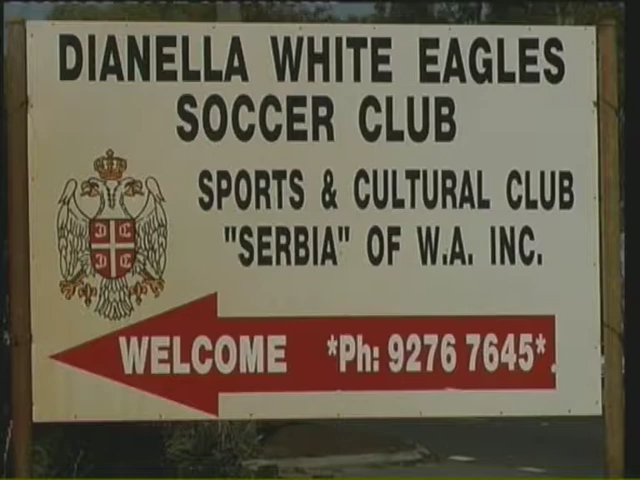 DIANELLA WHITE EAGLES
SOCCER CLUB
SPORTS & CULTURAL CLUB
"SERBIA" OF W.A. INC.
WELCOME *Ph: 9276 7645*.